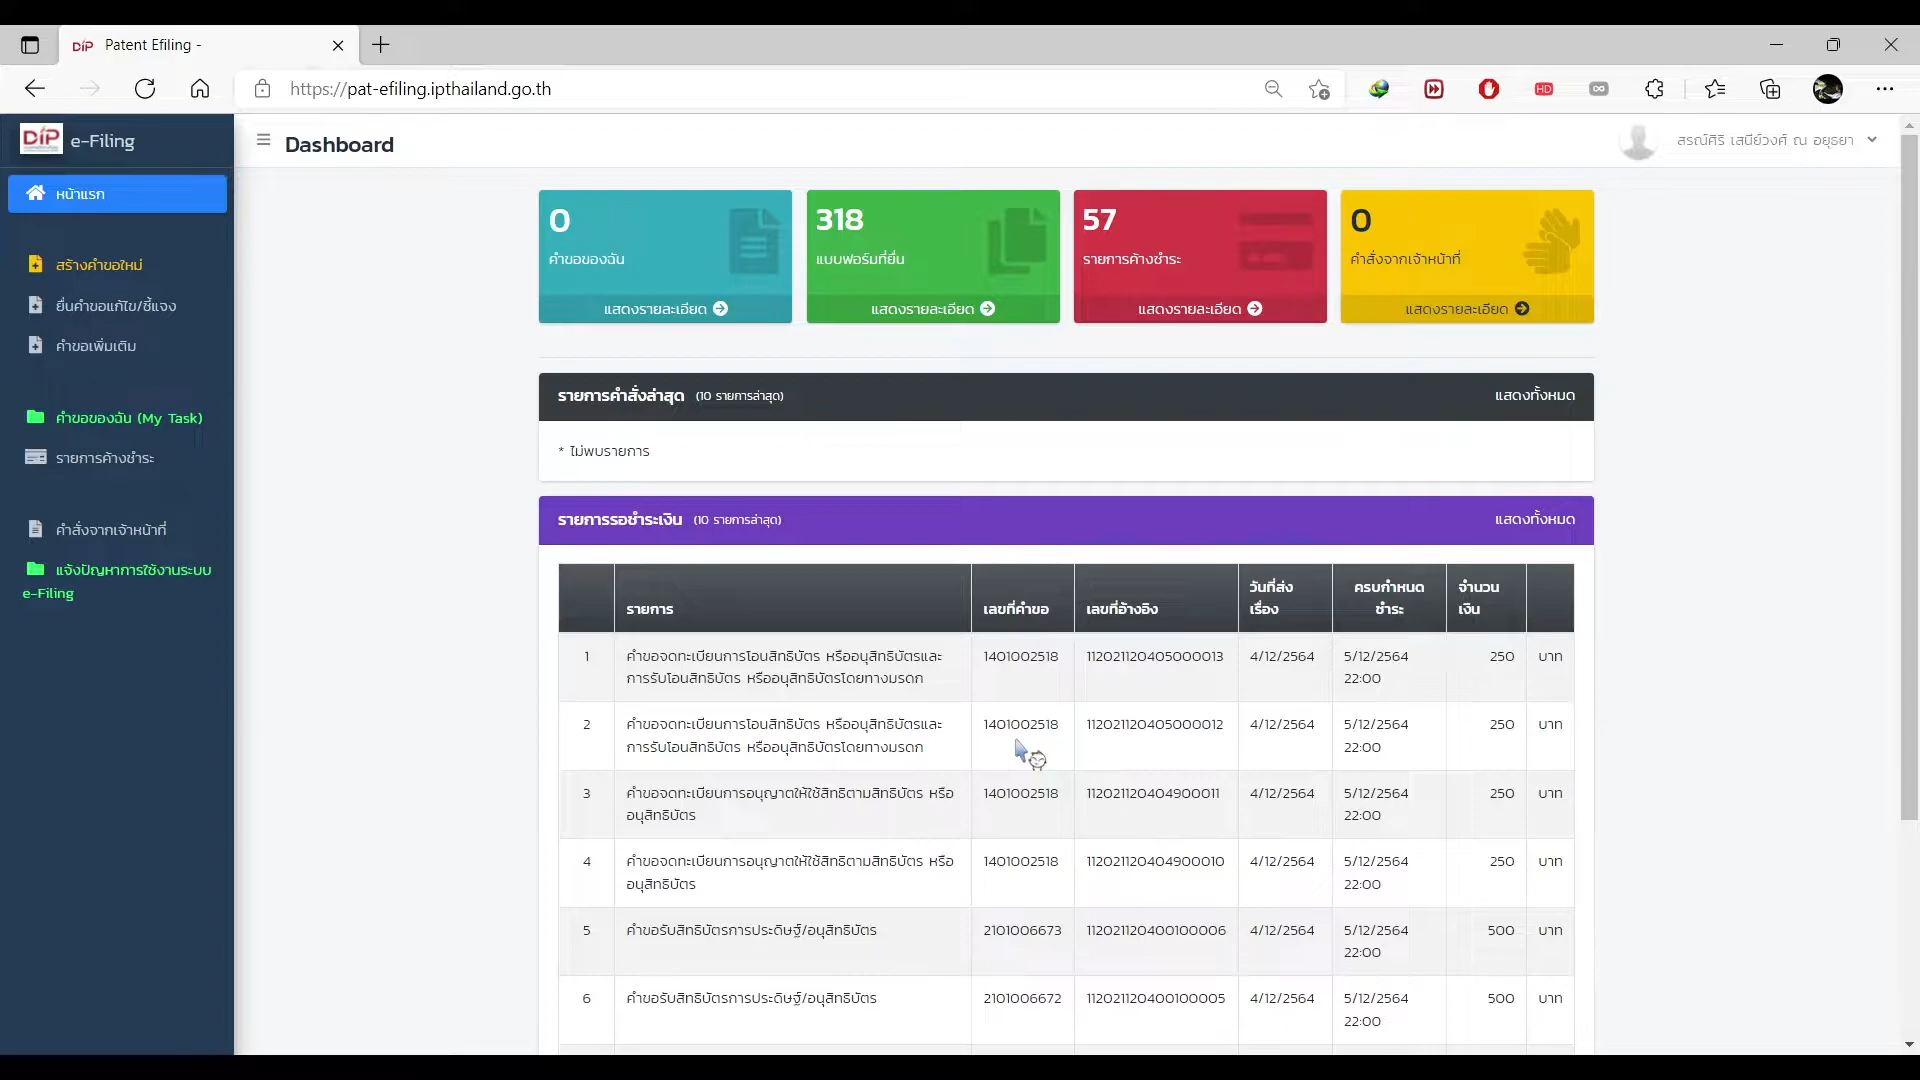 DIP Patent Efiling -
https://pat-efiling.ipthailand.go.th
HD
DIP e-Filing
Dashboard
สรณ์ศิริ เสนีย์วงศ์ ณ อยุธยา
หน้าแรก
สร้างคำขอใหม่
ยื่นคำขอแก้ไข/ชี้แจง
คำขอเพิ่มเติม
คำขอของฉัน (My Task)
รายการค้างชำระ
คำสั่งจากเจ้าหน้าที่
แจ้งปัญหาการใช้งานระบบ
e-Filing
0
คำขอของฉัน
แสดงรายละเอียด
318
แบบฟอร์มที่ยื่น
แสดงรายละเอียด
57
รายการค้างชำระ
แสดงรายละเอียด
0
คำสั่งจากเจ้าหน้าที่
แสดงรายละเอียด
รายการคำสั่งล่าสุด (10 รายการล่าสุด) แสดงทั้งหมด
* ไม่พบรายการ
รายการรอชำระเงิน (10 รายการล่าสุด) แสดงทั้งหมด
รายการ เลขที่คำขอ เลขที่อ้างอิง วันที่ส่งเรื่อง ครบกำหนดชำระ จำนวนเงิน
1 คำขอจดทะเบียนการโอนสิทธิบัตร หรืออนุสิทธิบัตรและ 1401002518 112021120405000013 4/12/2564 5/12/2564 250 บาท
การรับโอนสิทธิบัตร หรืออนุสิทธิบัตรโดยทางมรดก 22:00
2 คำขอจดทะเบียนการโอนสิทธิบัตร หรืออนุสิทธิบัตรและ 1401002518 112021120405000012 4/12/2564 5/12/2564 250 บาท
การรับโอนสิทธิบัตร หรืออนุสิทธิบัตรโดยทางมรดก 22:00
3 คำขอจดทะเบียนการอนุญาตให้ใช้สิทธิตามสิทธิบัตร หรือ 1401002518 112021120404900011 4/12/2564 5/12/2564 250 บาท
อนุสิทธิบัตร 22:00
4 คำขอจดทะเบียนการอนุญาตให้ใช้สิทธิตามสิทธิบัตร หรือ 1401002518 112021120404900010 4/12/2564 5/12/2564 250 บาท
อนุสิทธิบัตร 22:00
5 คำขอรับสิทธิบัตรการประดิษฐ์/อนุสิทธิบัตร 2101006673 112021120400100006 4/12/2564 5/12/2564 500 บาท
22:00
6 คำขอรับสิทธิบัตรการประดิษฐ์/อนุสิทธิบัตร 2101006672 112021120400100005 4/12/2564 5/12/2564 500 บาท
22:00